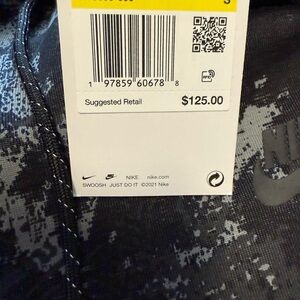 S
1 97859 60678 8
Suggested Retail $125.00
NIKE nike.com
SWOOSH JUST DO IT ©2021 Nike